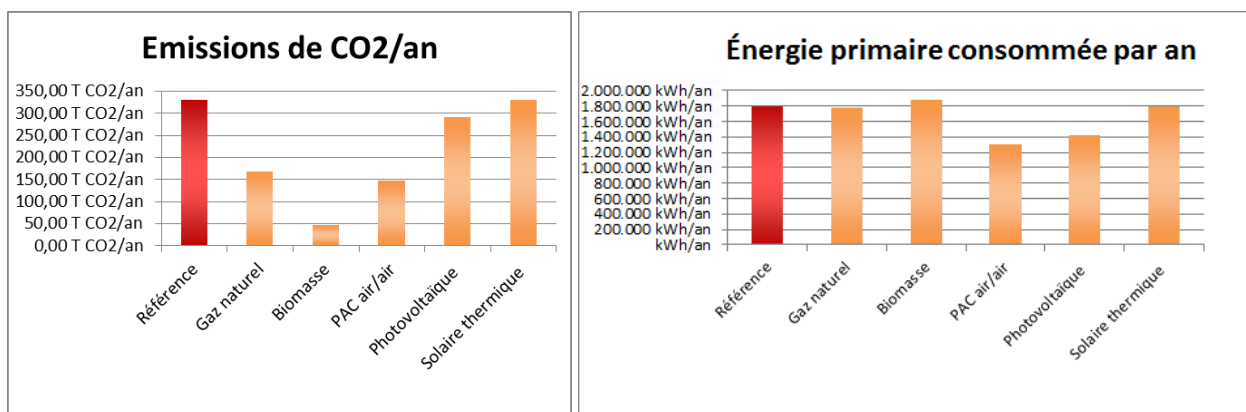 Emissions de CO2/an
350,00 T CO2/an
300,00 T CO2/an
250,00 T CO2/an
200,00 T CO2/an
150,00 T CO2/an
100,00 T CO2/an
50,00 T CO2/an
0,00 T CO2/an
Référence
Gaz naturel
Biomasse
PAC air/air
Photovoltaïque
Solaire thermique
Énergie primaire consommée par an
2.000.000 kWh/an
1.800.000 kWh/an
1.600.000 kWh/an
1.400.000 kWh/an
1.200.000 kWh/an
1.000.000 kWh/an
800.000 kWh/an
600.000 kWh/an
400.000 kWh/an
200.000 kWh/an
kWh/an
Référence
Gaz naturel
Biomasse
PAC air/air
Photovoltaïque
Solaire thermique